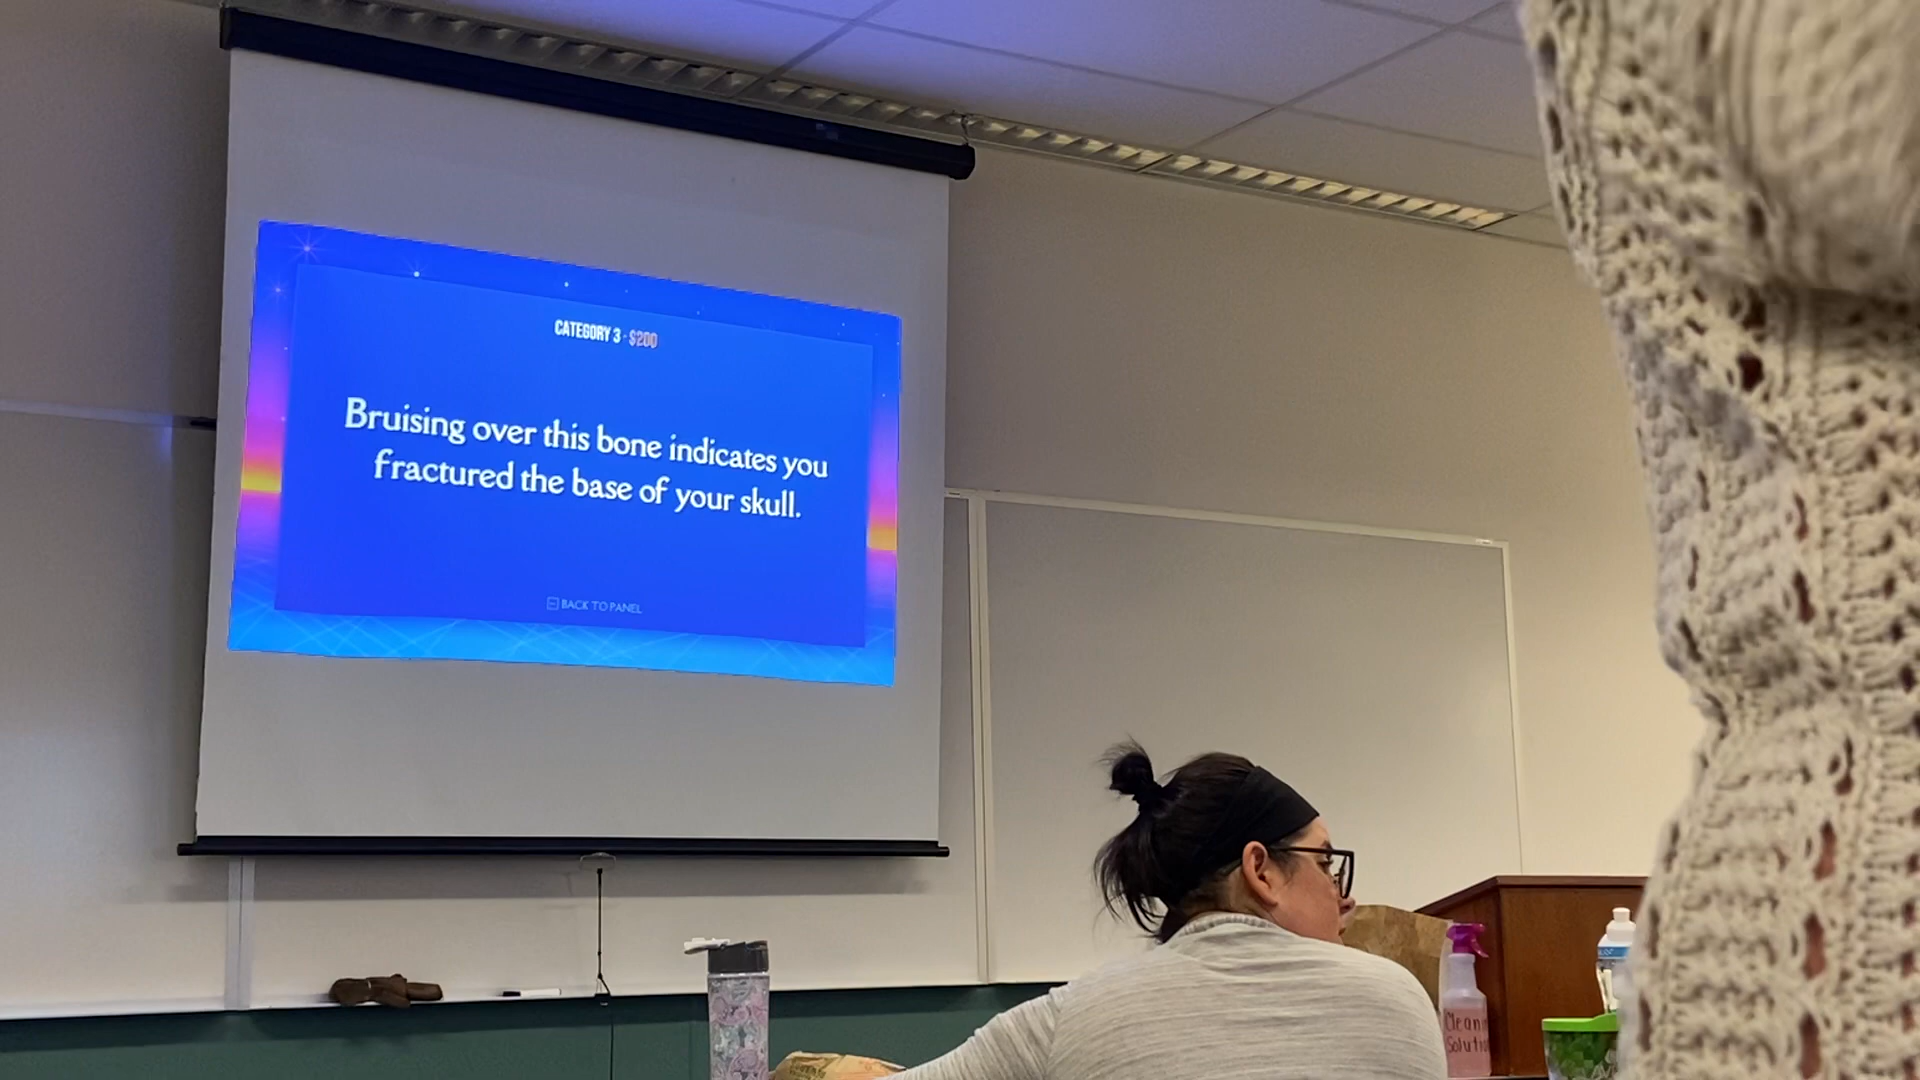 CATEGORY 3 - $200
Bruising over this bone indicates you
fractured the base of your skull.
BACK TO PANEL